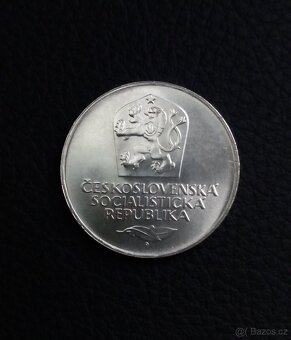 ČESKOSLOVENSKÁ
SOCIALISTICKÁ
REPUBLIKA
@( Bazos.cz